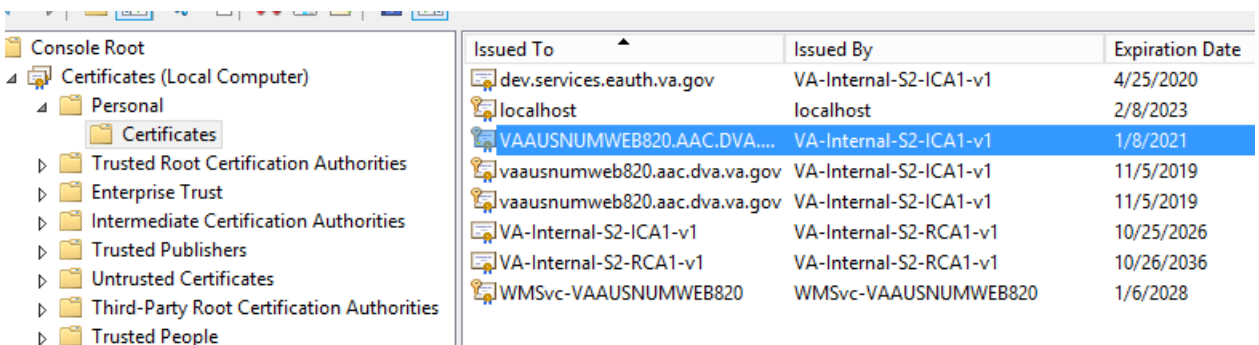 Console Root
Certificates (Local Computer)
Personal
Certificates
Trusted Root Certification Authorities
Enterprise Trust
Intermediate Certification Authorities
Trusted Publishers
Untrusted Certificates
Third-Party Root Certification Authorities
Trusted People
Issued To Issued By Expiration Date
dev.services.eauth.va.gov VA-Internal-S2-ICA1-v1 4/25/2020
localhost localhost 2/8/2023
VAAUSNUMWEB820.AAC.DVA.... VA-Internal-S2-ICA1-v1 1/8/2021
vaausnumweb820.aac.dva.va.gov VA-Internal-S2-ICA1-v1 11/5/2019
vaausnumweb820.aac.dva.va.gov VA-Internal-S2-ICA1-v1 11/5/2019
VA-Internal-S2-ICA1-v1 VA-Internal-S2-RCA1-v1 10/25/2026
VA-Internal-S2-RCA1-v1 VA-Internal-S2-RCA1-v1 10/26/2036
WMSvc-VAAUSNUMWEB820 WMSvc-VAAUSNUMWEB820 1/6/2028